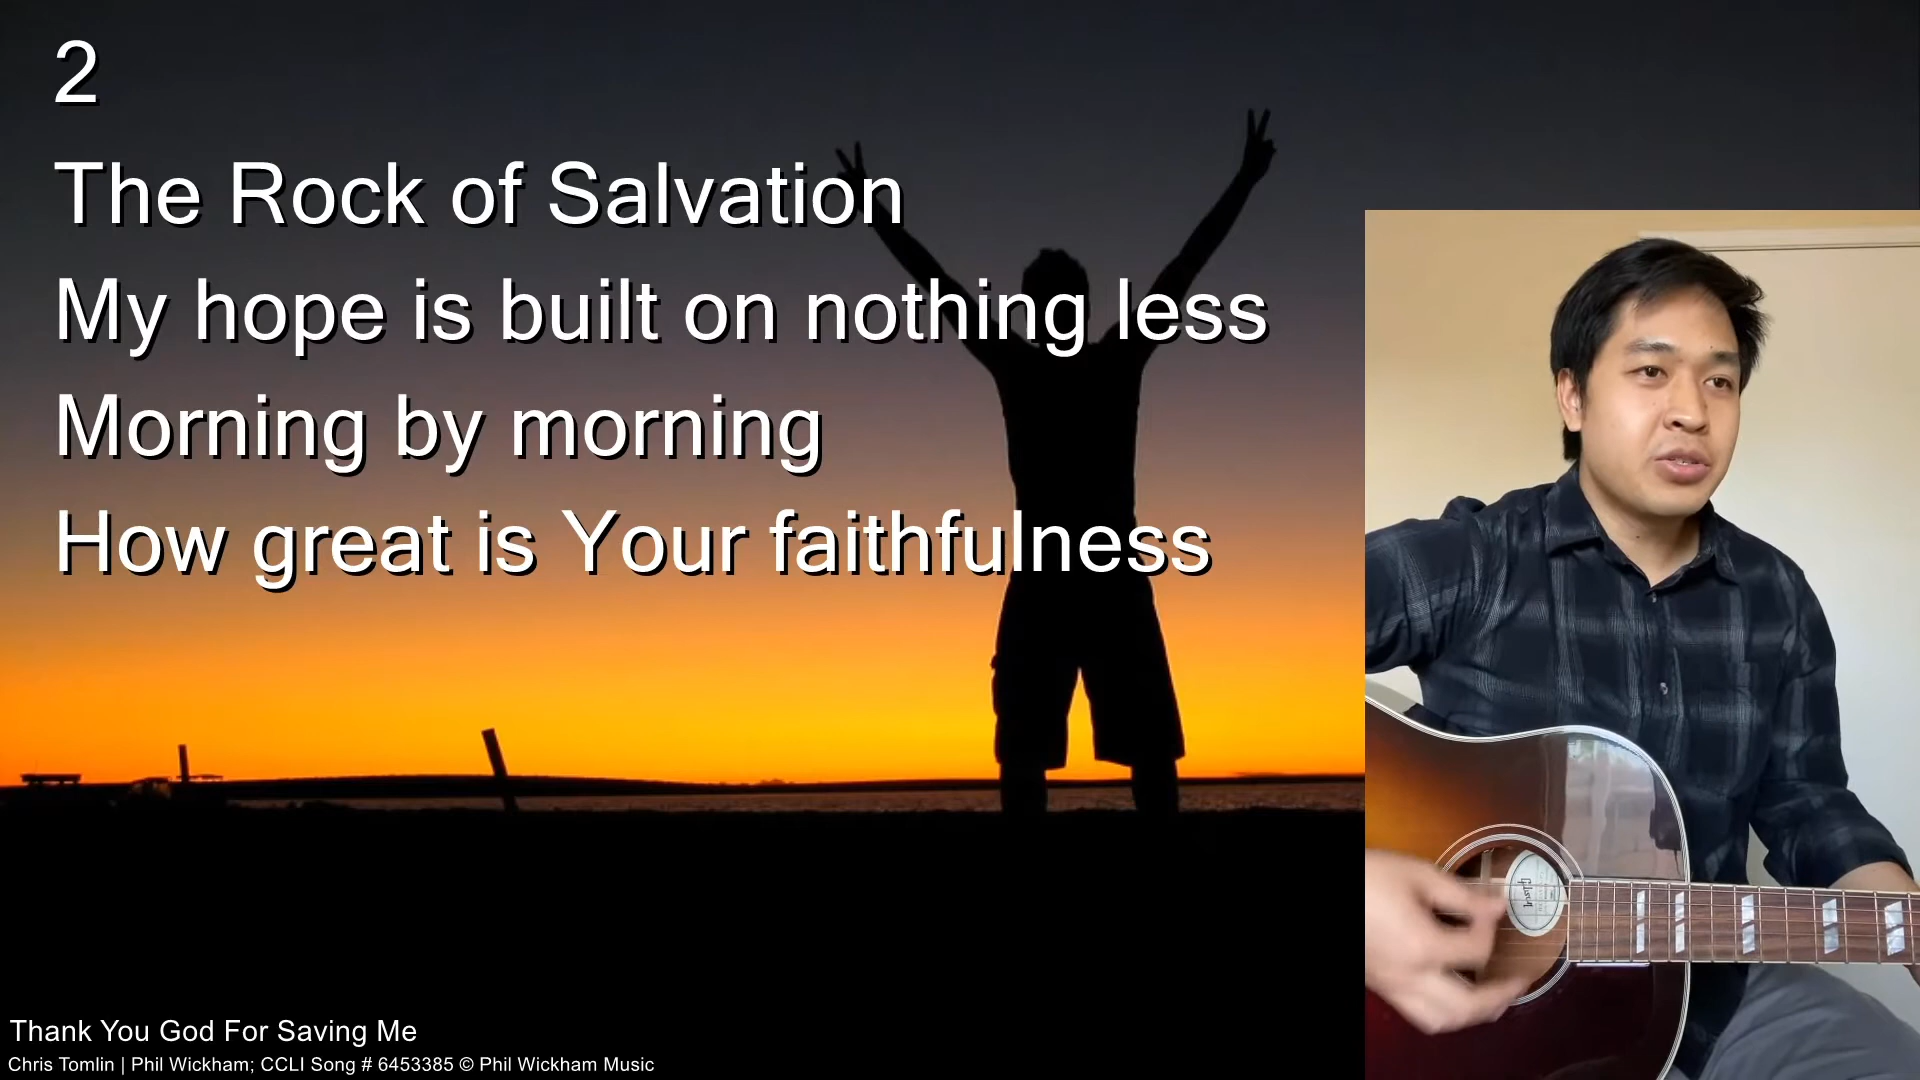 2
The Rock of Salvation
My hope is built on nothing less
Morning by morning
How great is Your faithfulness
Thank You God For Saving Me
Chris Tomlin | Phil Wickham; CCLI Song # 6453385 © Phil Wickham Music
Gibson